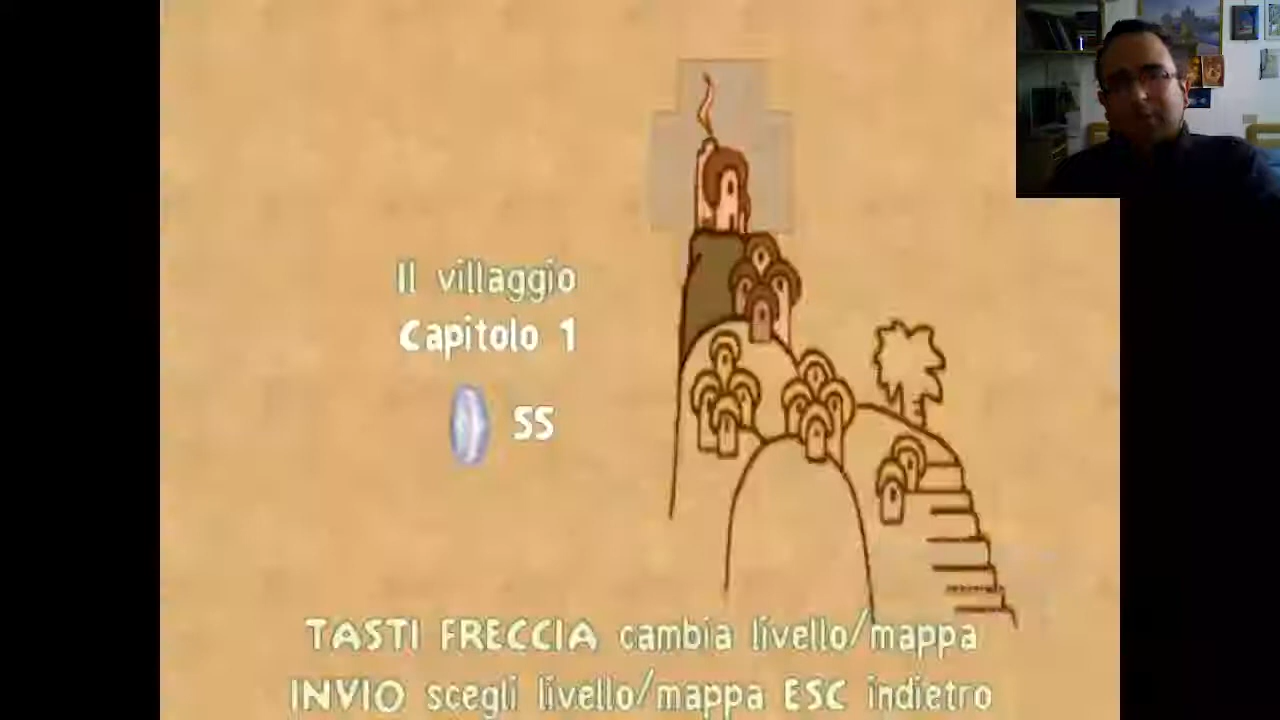 Il villaggio
Capitolo 1
55
TASTI FRECCIA cambia livello/mappa
INVIO scegli livello/mappa ESC indietro